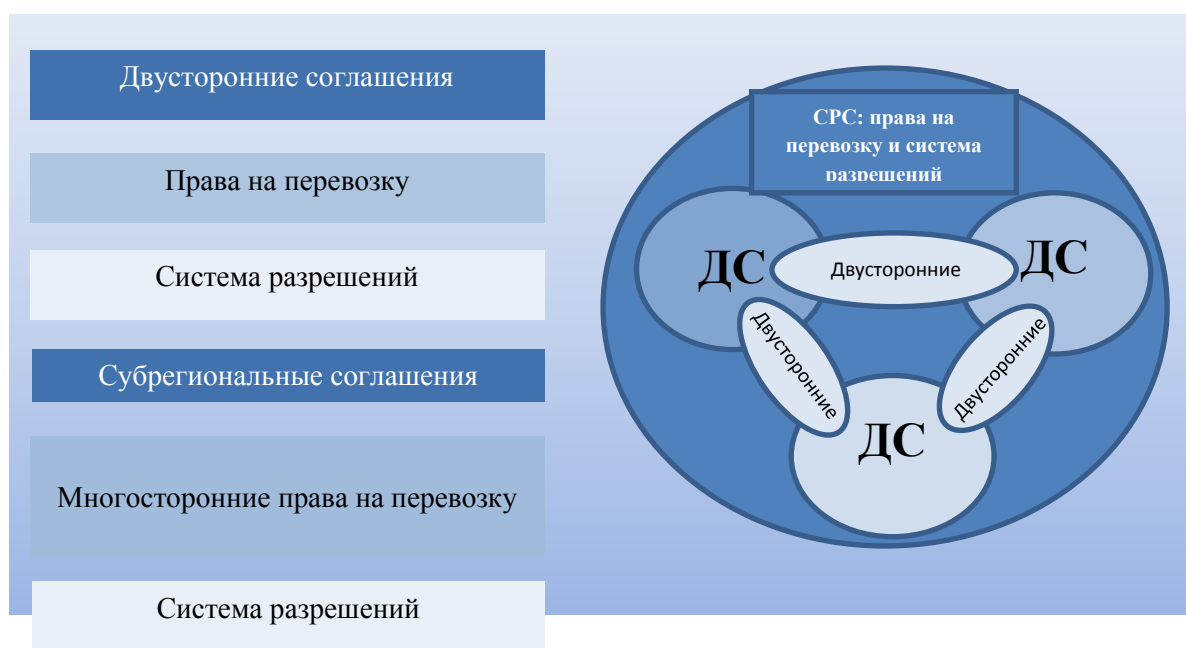 Двусторонние соглашения
Права на перевозку
Система разрешений
Субрегиональные соглашения
Многосторонние права на перевозку
Система разрешений
СРС: права на
перевозку и система
разрешений
ДС
Двусторонние
ДС
Двусторонние
Двусторонние
ДС